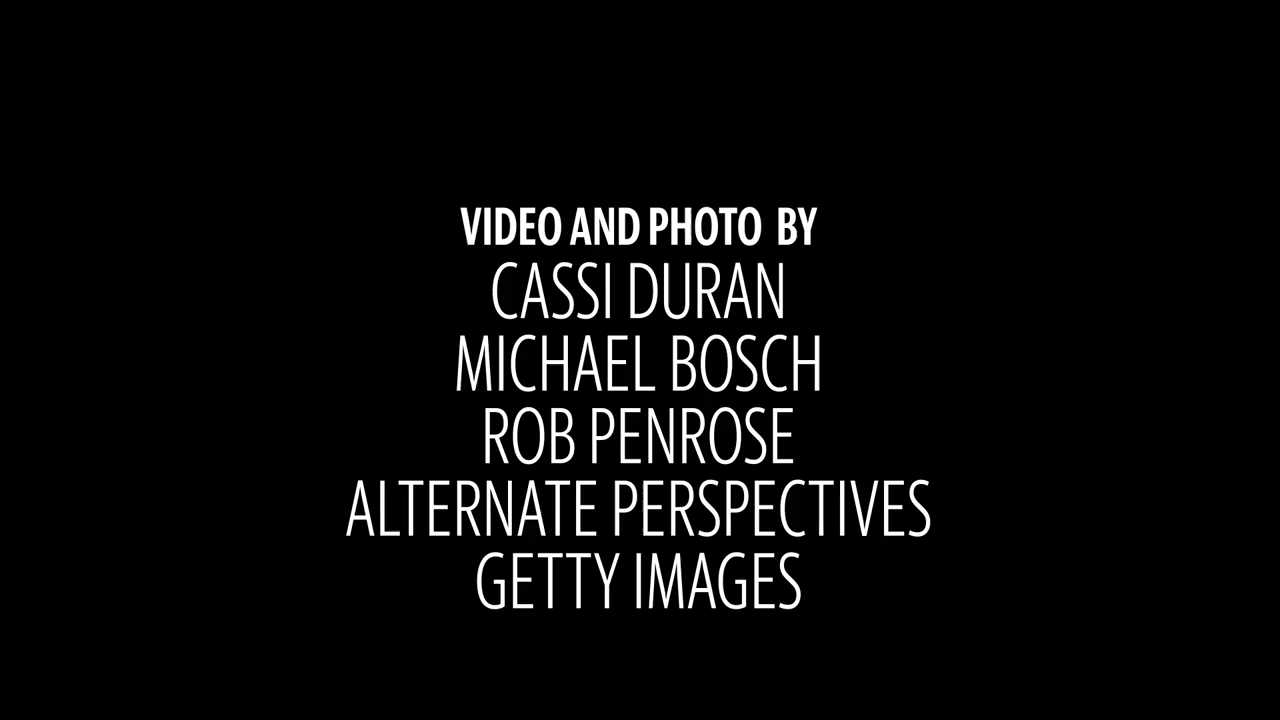 VIDEO AND PHOTO BY
CASSI DURAN
MICHAEL BOSCH
ROB PENROSE
ALTERNATE PERSPECTIVES
GETTY IMAGES